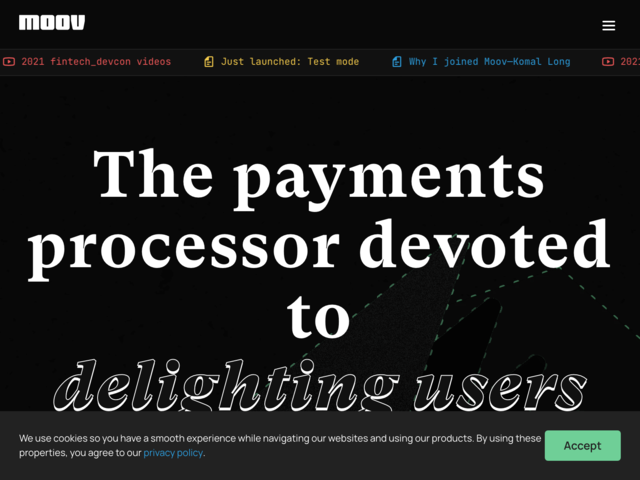 moov
2021 fintech_devcon videos Just launched: Test mode Why I joined Moov—Komal Long 2021
The payments
processor devoted
to
delighting users
We use cookies so you have a smooth experience while navigating our websites and using our products. By using these
properties, you agree to our privacy policy.
Accept